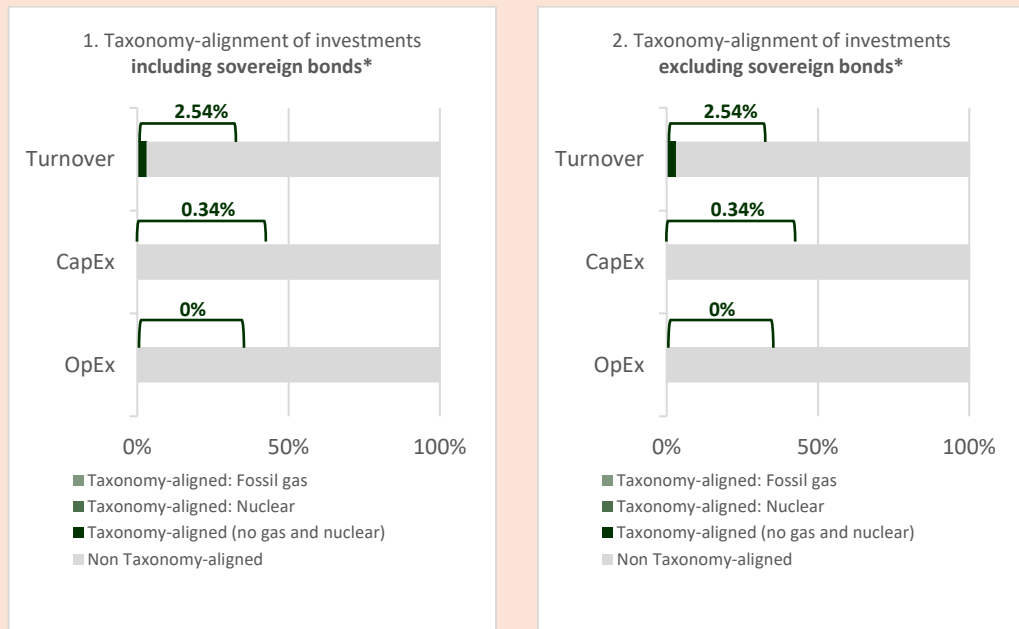 1. Taxonomy-alignment of investments
including sovereign bonds*
2.54%
Turnover
0.34%
CapEx
0%
OpEx
0% 50% 100%
Taxonomy-aligned: Fossil gas
Taxonomy-aligned: Nuclear
Taxonomy-aligned (no gas and nuclear)
Non Taxonomy-aligned
2. Taxonomy-alignment of investments
excluding sovereign bonds*
2.54%
Turnover
0.34%
CapEx
0%
OpEx
0% 50% 100%
Taxonomy-aligned: Fossil gas
Taxonomy-aligned: Nuclear
Taxonomy-aligned (no gas and nuclear)
Non Taxonomy-aligned